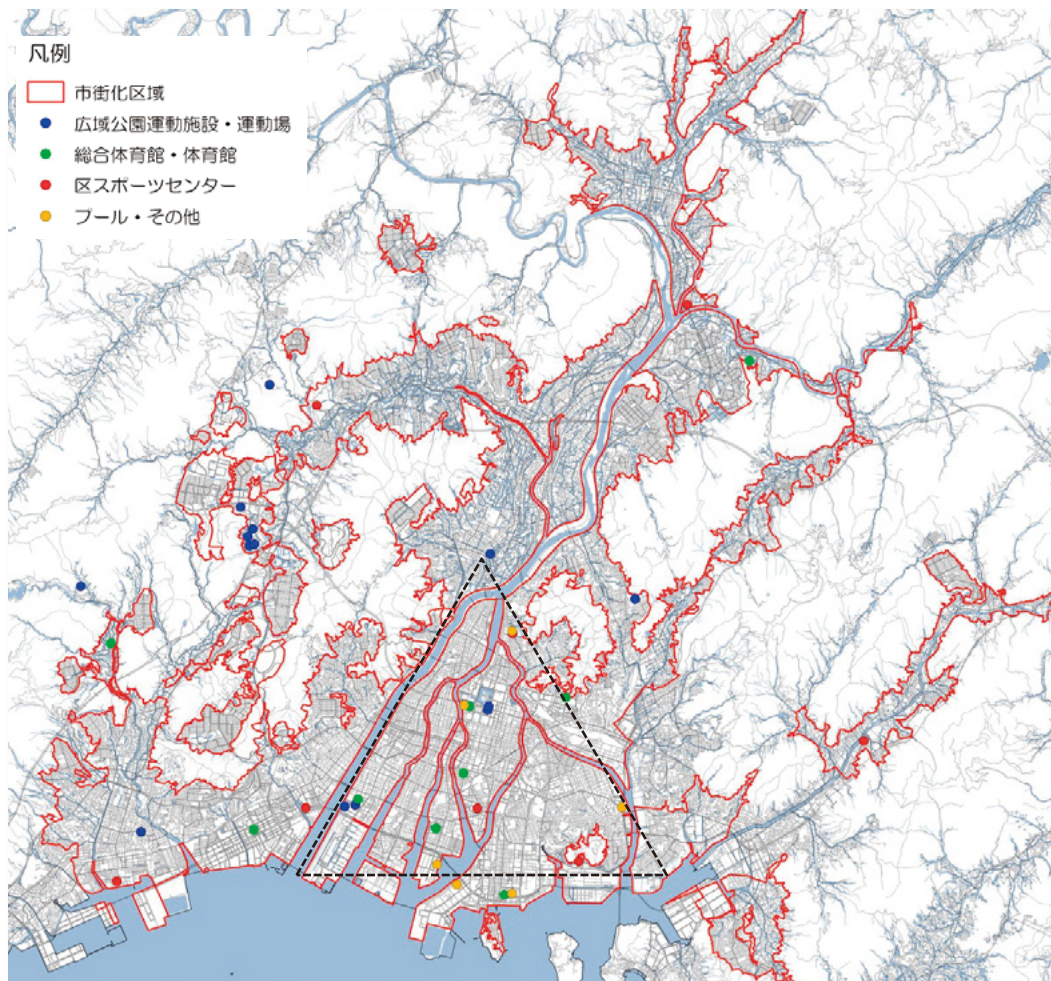 凡例
市街化区域
広域公園運動施設・運動場
総合体育館・体育館
区スポーツセンター
プール・その他